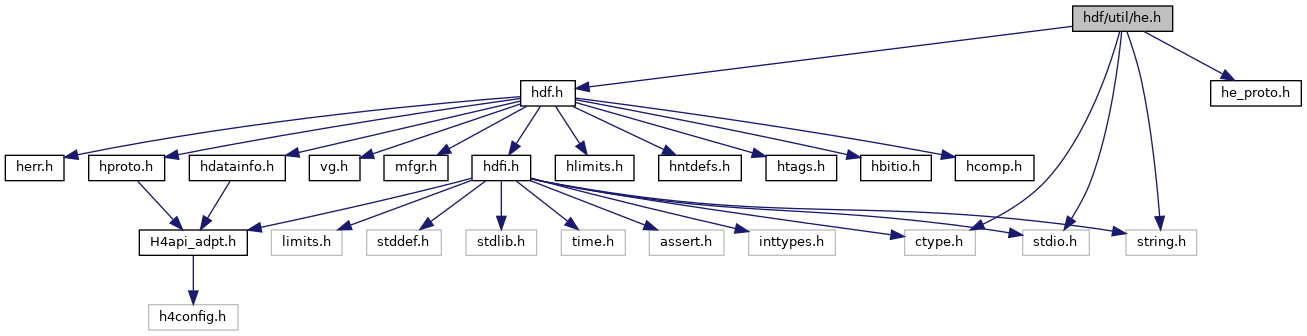 hdf/util/he.h
hdf.h
he_proto.h
herr.h
hproto.h
hdatainfo.h
vg.h
mfgr.h
hdfi.h
hlimits.h
hntdefs.h
htags.h
hbitio.h
hcomp.h
H4api_adpt.h
limits.h
stddef.h
stdlib.h
time.h
assert.h
inttypes.h
ctype.h
stdio.h
string.h
h4config.h